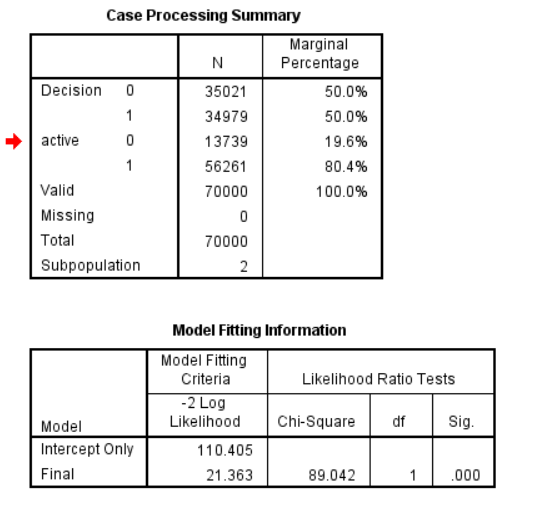 Case Processing Summary
N Marginal Percentage
Decision 0 35021 50.0%
1 34979 50.0%
active 0 13739 19.6%
1 56261 80.4%
Valid 70000 100.0%
Missing 0
Total 70000
Subpopulation 2
Model Fitting Information
Model Model Fitting Criteria Likelihood Ratio Tests
-2 Log Likelihood Chi-Square df Sig.
Intercept Only 110.405
Final 21.363 89.042 1 .000